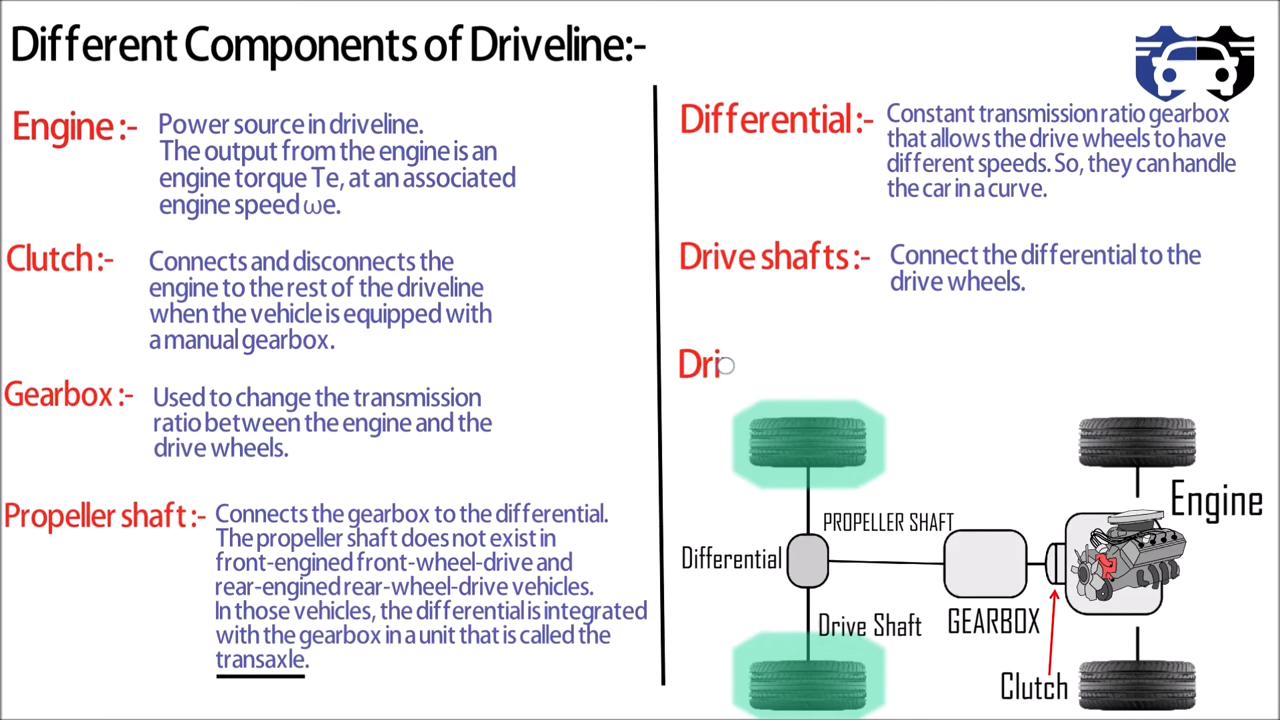 Different Components of Driveline:-
Engine :- Power source in driveline.
The output from the engine is an
engine torque Te, at an associated
engine speed ωe.
Clutch :- Connects and disconnects the
engine to the rest of the driveline
when the vehicle is equipped with
a manual gearbox.
Gearbox :- Used to change the transmission
ratio between the engine and the
drive wheels.
Propeller shaft :- Connects the gearbox to the differential.
The propeller shaft does not exist in
front-engined front-wheel-drive and
rear-engined rear-wheel-drive vehicles.
In those vehicles, the differential is integrated
with the gearbox in a unit that is called the
transaxle.
Differential :- Constant transmission ratio gearbox
that allows the drive wheels to have
different speeds. So, they can handle
the car in a curve.
Drive shafts :- Connect the differential to the
drive wheels.
Dri
Engine
PROPELLER SHAFT
Differential
Drive Shaft
GEARBOX
Clutch